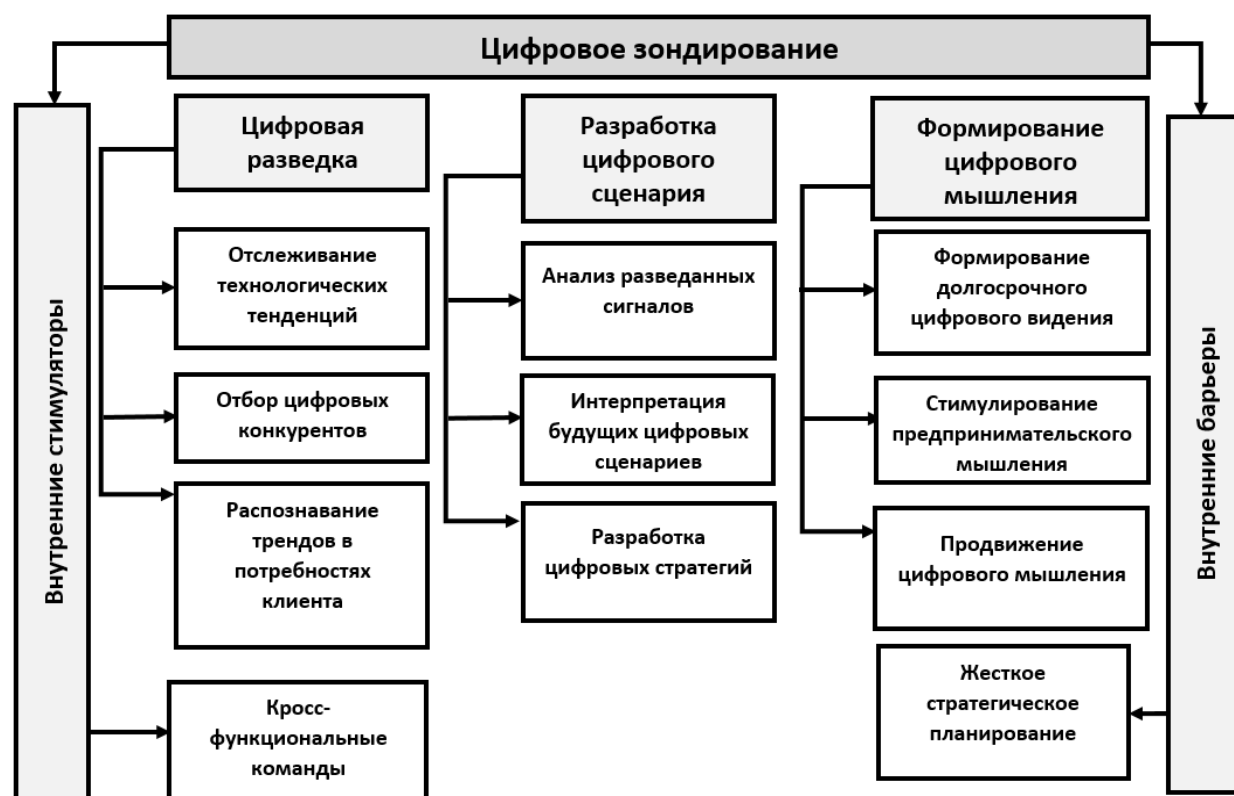 Цифровое зондирование
Внутренние стимуляторы
Цифровая
разведка
Отслеживание
технологических
тенденций
Отбор цифровых
конкурентов
Распознавание
трендов в
потребностях
клиента
Кросс-
функциональные
команды
Разработка
цифрового
сценария
Анализ разведанных
сигналов
Интерпретация
будущих цифровых
сценариев
Разработка
цифровых стратегий
Формирование
цифрового
мышления
Формирование
долгосрочного
цифрового видения
Стимулирование
предпринимательского
мышления
Продвижение
цифрового мышления
Жесткое
стратегическое
планирование
Внутренние барьеры